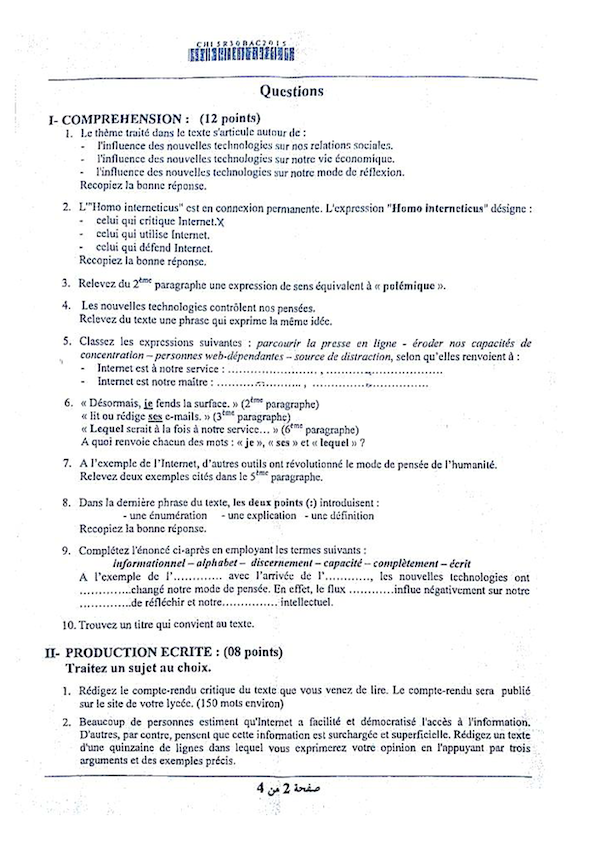 CH15R30BAC2015
Questions
I- COMPREHENSION : (12 points)
1. Le thème traité dans le texte s'articule autour de :
- l'influence des nouvelles technologies sur nos relations sociales.
- l'influence des nouvelles technologies sur notre vie économique.
- l'influence des nouvelles technologies sur notre mode de réflexion.
Recopiez la bonne réponse.
2. L'"Homo interneticus" est en connexion permanente. L'expression "Homo interneticus" désigne :
- celui qui critique Internet.X
- celui qui utilise Internet.
- celui qui défend Internet.
Recopiez la bonne réponse.
3. Relevez du 2ème paragraphe une expression de sens équivalent à « polémique ».
4. Les nouvelles technologies contrôlent nos pensées.
Relevez du texte une phrase qui exprime la même idée.
5. Classez les expressions suivantes : parcourir la presse en ligne - éroder nos capacités de
concentration – personnes web-dépendantes – source de distraction, selon qu'elles renvoient à :
- Internet est à notre service : ........................ , ........................
- Internet est notre maître : ........................ , ........................
6. « Désormais, je fends la surface. » (2ème paragraphe)
« lit ou rédige ses e-mails. » (3ème paragraphe)
« Lequel serait à la fois à notre service… » (6ème paragraphe)
A quoi renvoie chacun des mots : « je », « ses » et « lequel » ?
7. A l'exemple de l'Internet, d'autres outils ont révolutionné le mode de pensée de l'humanité.
Relevez deux exemples cités dans le 5ème paragraphe.
8. Dans la dernière phrase du texte, les deux points (:) introduisent :
- une énumération - une explication - une définition
Recopiez la bonne réponse.
9. Complétez l'énoncé ci-après en employant les termes suivants :
informationnel – alphabet – discernement – capacité – complètement – écrit
A l'exemple de l'………… avec l'arrivée de l'…………, les nouvelles technologies ont
…………..changé notre mode de pensée. En effet, le flux …………influe négativement sur notre
…………..de réfléchir et notre…………… intellectuel.
10. Trouvez un titre qui convient au texte.
II- PRODUCTION ECRITE : (08 points)
Traitez un sujet au choix.
1. Rédigez le compte-rendu critique du texte que vous venez de lire. Le compte-rendu sera publié
sur le site de votre lycée. (150 mots environ)
2. Beaucoup de personnes estiment qu'Internet a facilité et démocratisé l'accès à l'information.
D'autres, par contre, pensent que cette information est surchargée et superficielle. Rédigez un texte
d'une quinzaine de lignes dans lequel vous exprimerez votre opinion en l'appuyant par trois
arguments et des exemples précis.
صفحة 2 من 4